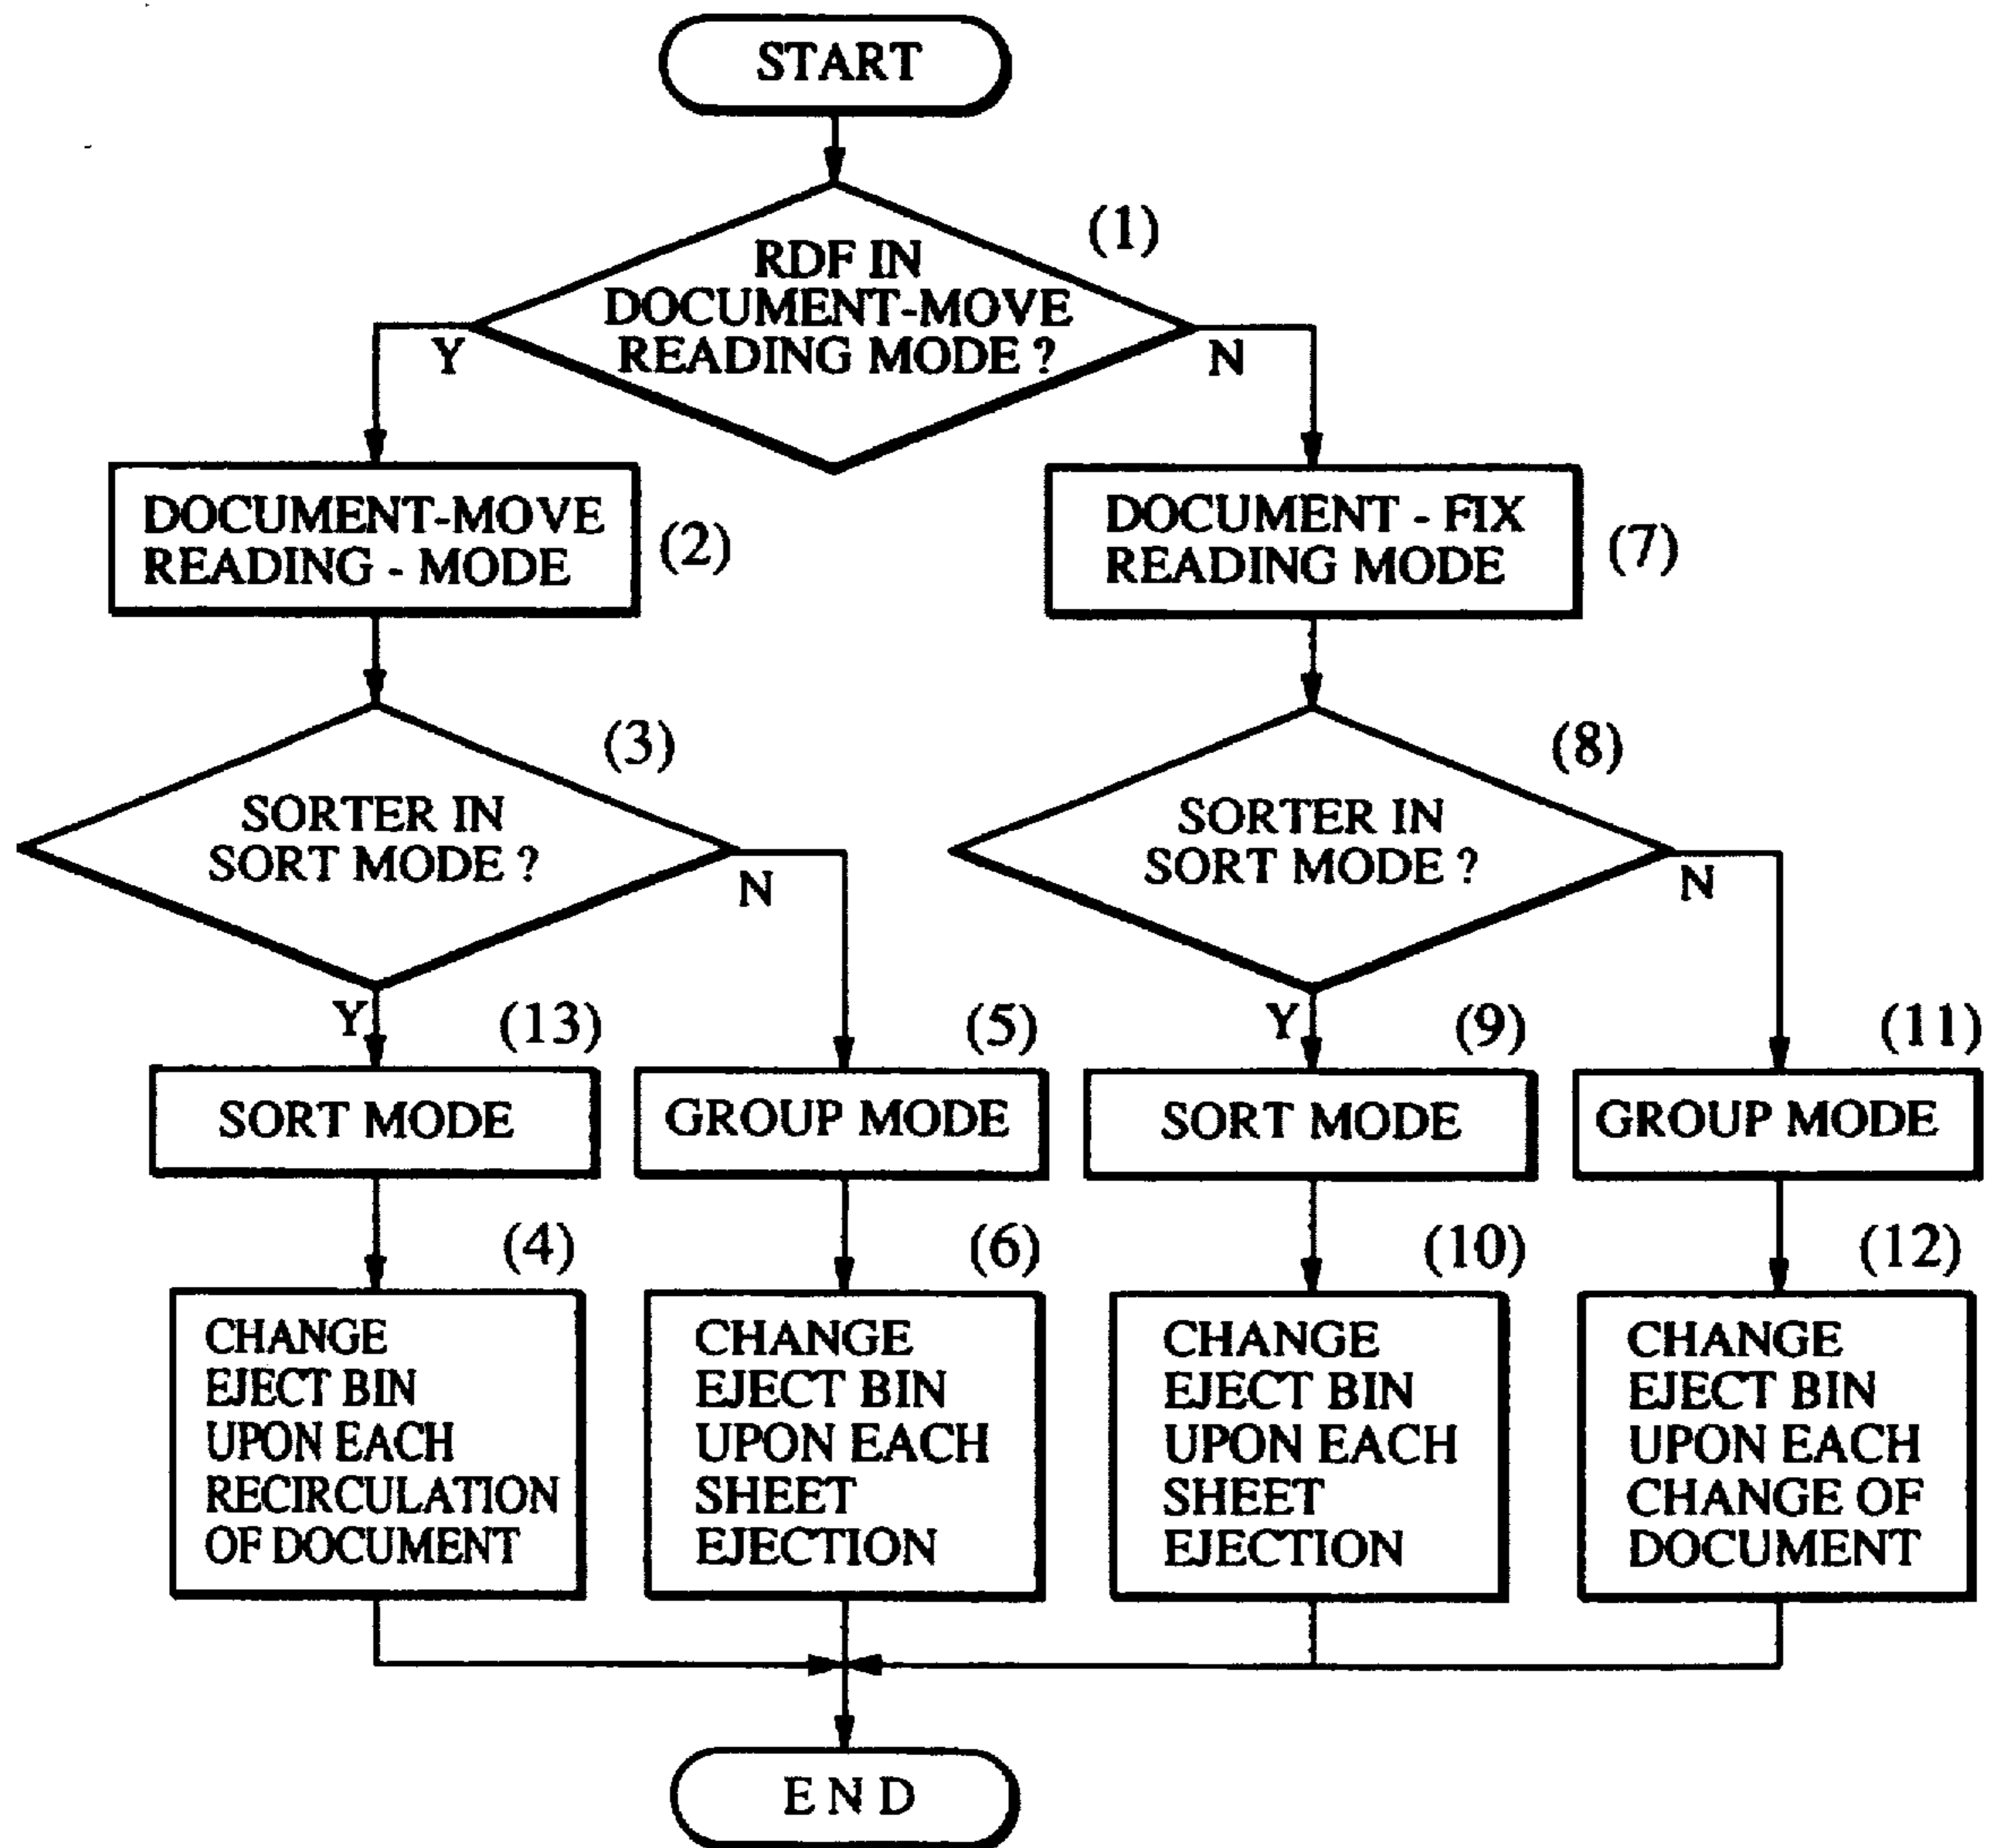 START
(1)
RDF IN
DOCUMENT-MOVE
READING MODE ?
Y
N
DOCUMENT-MOVE
READING - MODE
(2)
DOCUMENT - FIX
READING MODE
(7)
(3)
SORTER IN
SORT MODE ?
N
Y
(8)
SORTER IN
SORT MODE ?
N
Y
(13)
SORT MODE
(5)
GROUP MODE
(9)
SORT MODE
(11)
GROUP MODE
(4)
CHANGE
EJECT BIN
UPON EACH
RECIRCULATION
OF DOCUMENT
(6)
CHANGE
EJECT BIN
UPON EACH
SHEET
EJECTION
(10)
CHANGE
EJECT BIN
UPON EACH
SHEET
EJECTION
(12)
CHANGE
EJECT BIN
UPON EACH
CHANGE OF
DOCUMENT
END